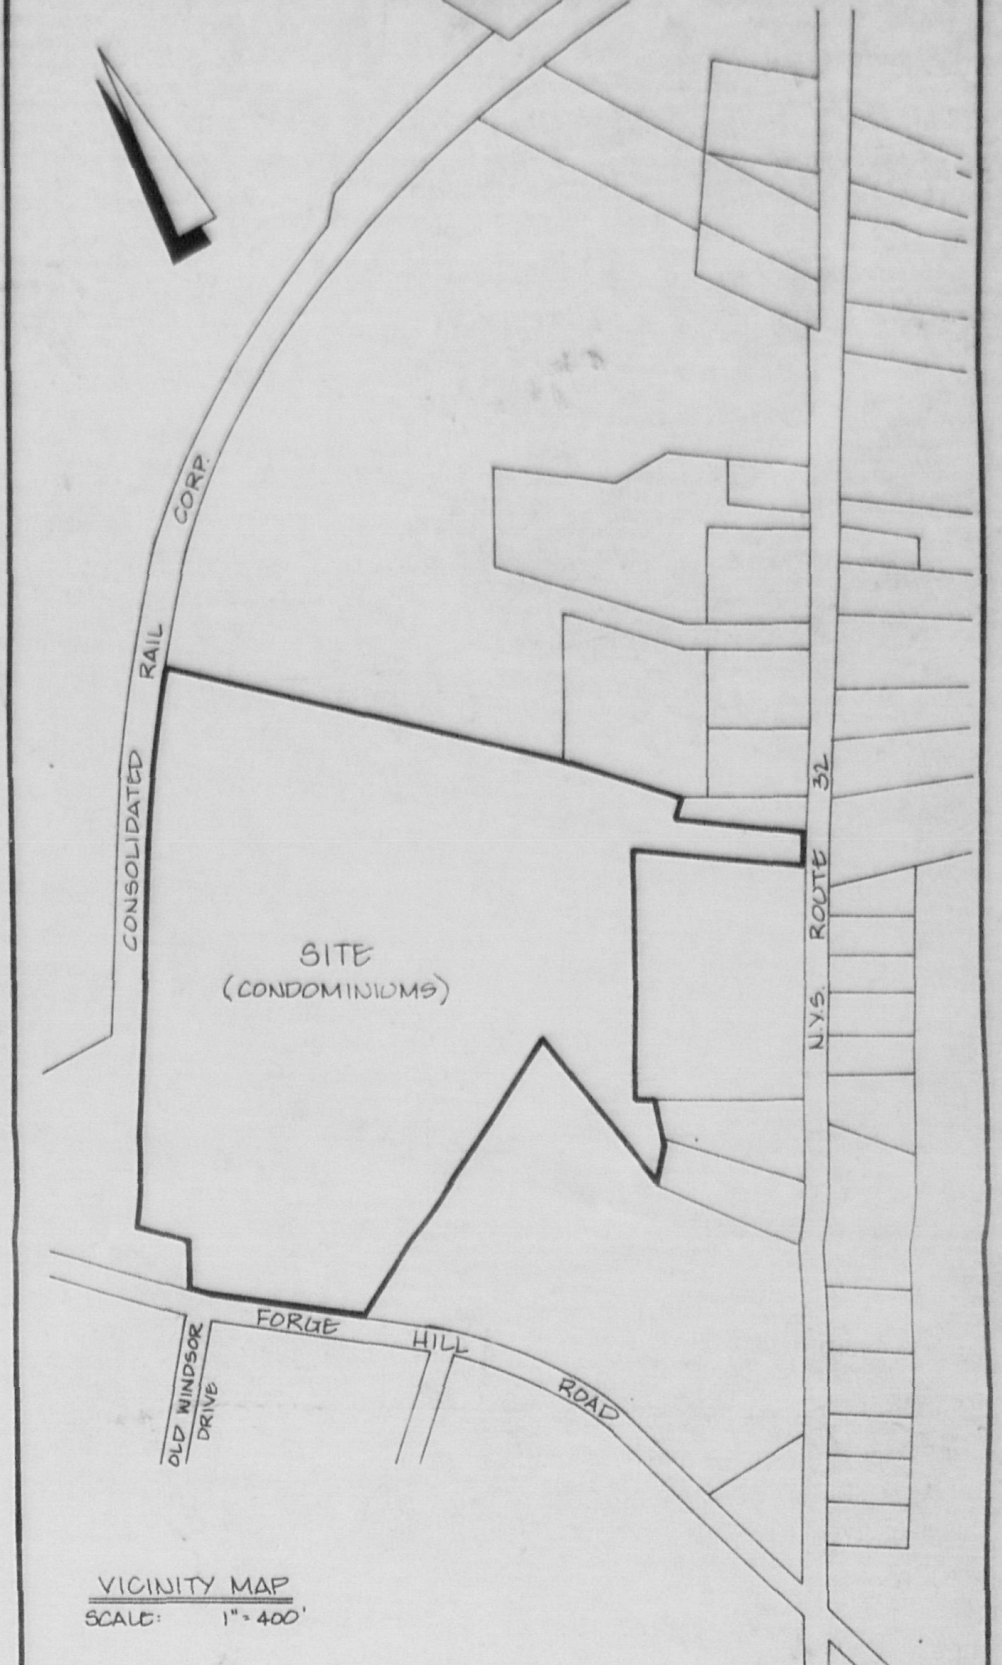 CONSOLIDATED RAIL CORP.
N.Y.S. ROUTE 32
SITE
(CONDOMINIUMS)
FORGE HILL ROAD
OLD WINDSOR
DRIVE
VICINITY MAP
SCALE: 1"=400'